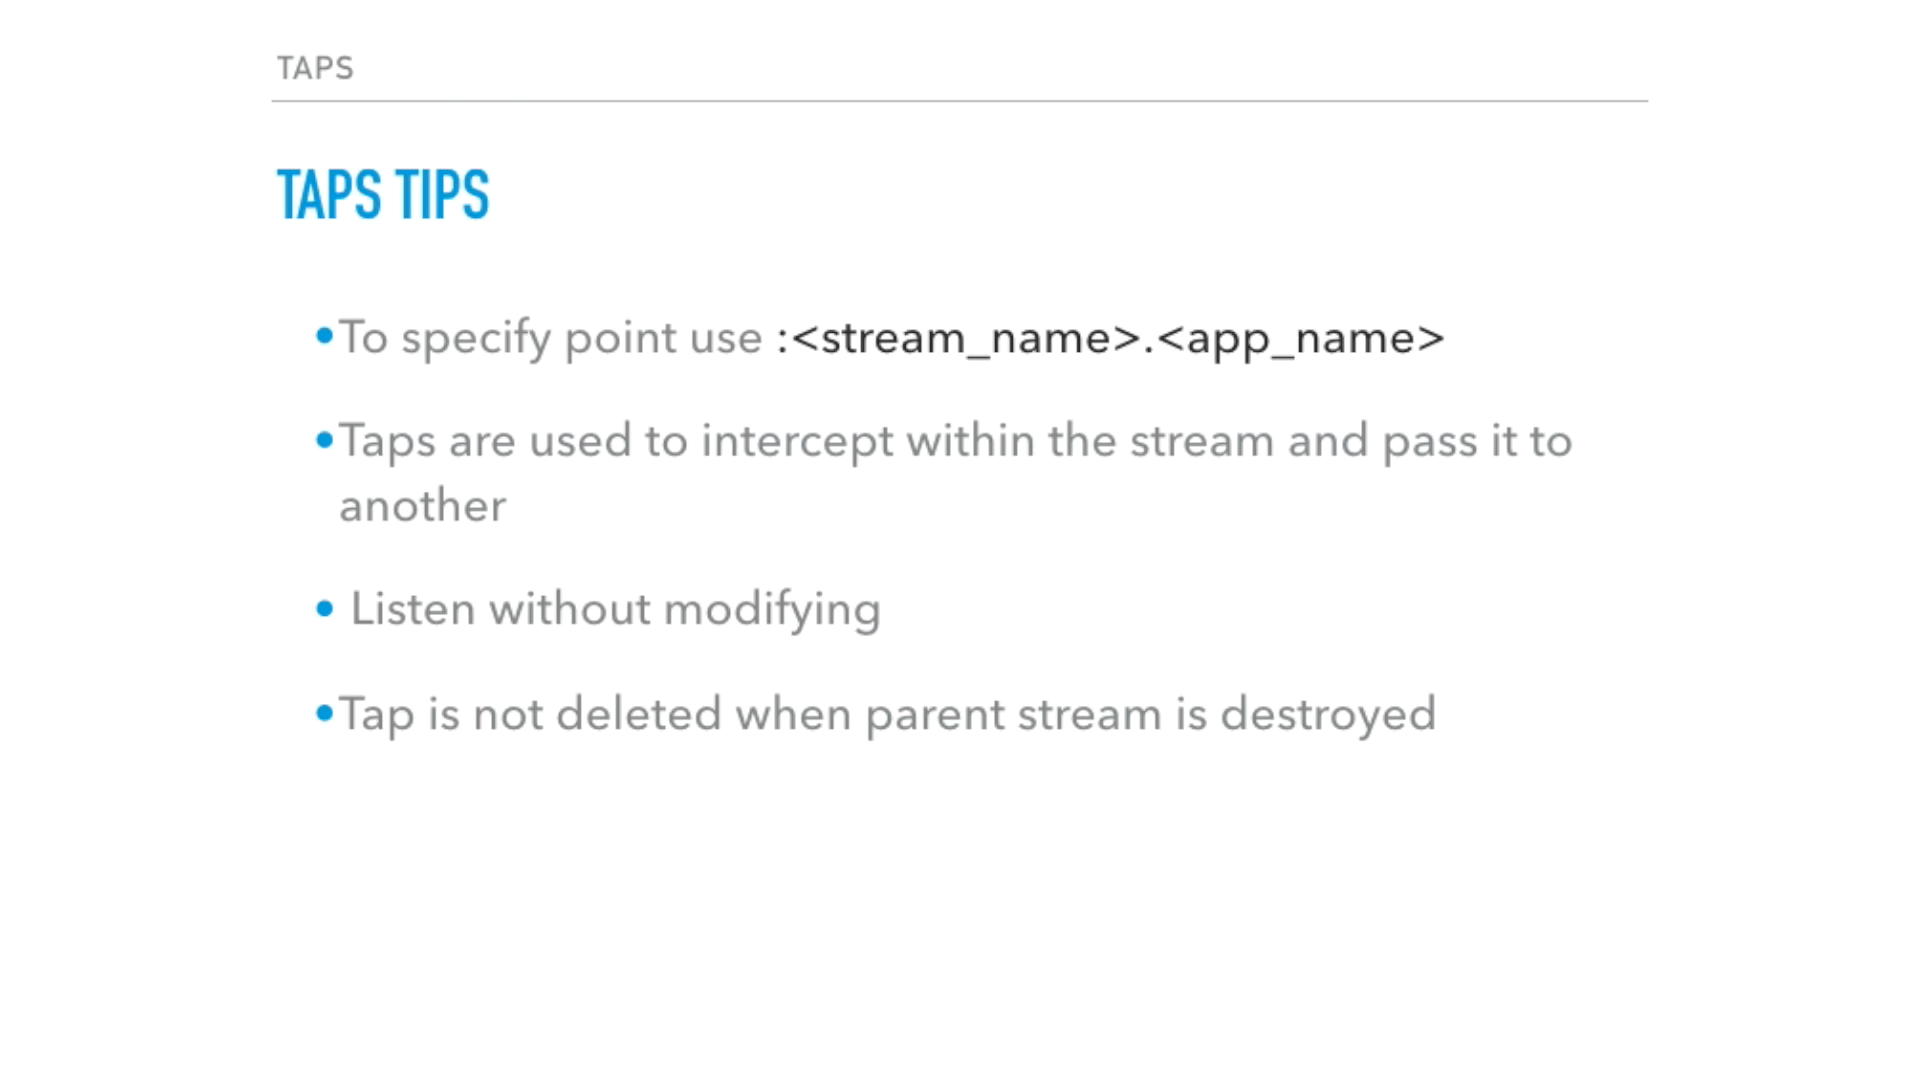 TAPS
TAPS TIPS
•To specify point use :<stream_name>.<app_name>
•Taps are used to intercept within the stream and pass it to
another
• Listen without modifying
•Tap is not deleted when parent stream is destroyed